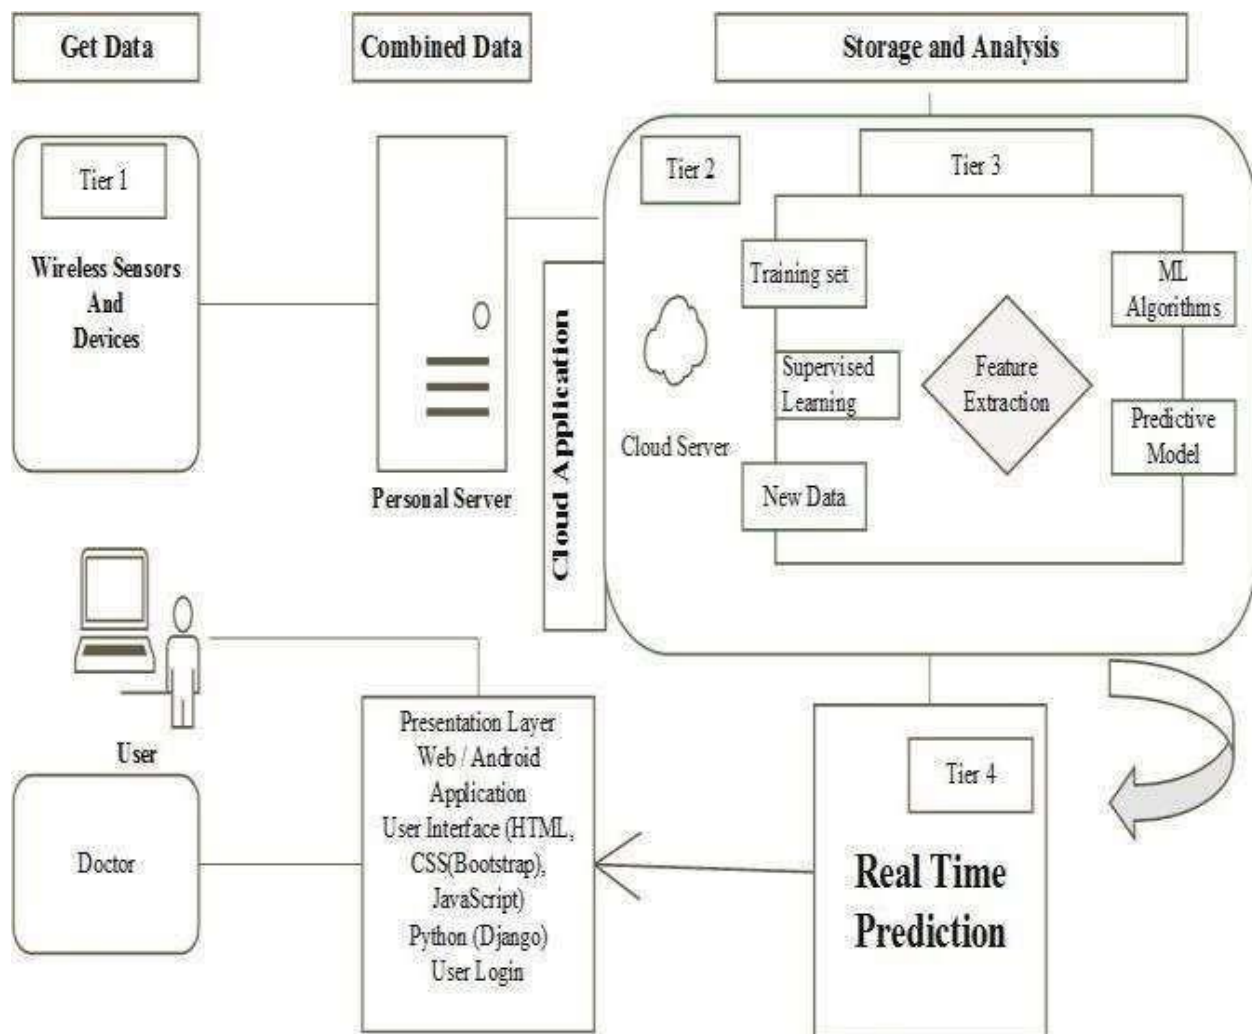 Get Data
Combined Data
Storage and Analysis
Tier 1
Wireless Sensors
And
Devices
Personal Server
Cloud Application
Tier 2
Cloud Server
Tier 3
Training set
Supervised
Learning
New Data
Feature
Extraction
ML
Algorithms
Predictive
Model
User
Doctor
Presentation Layer
Web / Android
Application
User Interface (HTML,
CSS(Bootstrap),
JavaScript)
Python (Django)
User Login
Tier 4
Real Time
Prediction